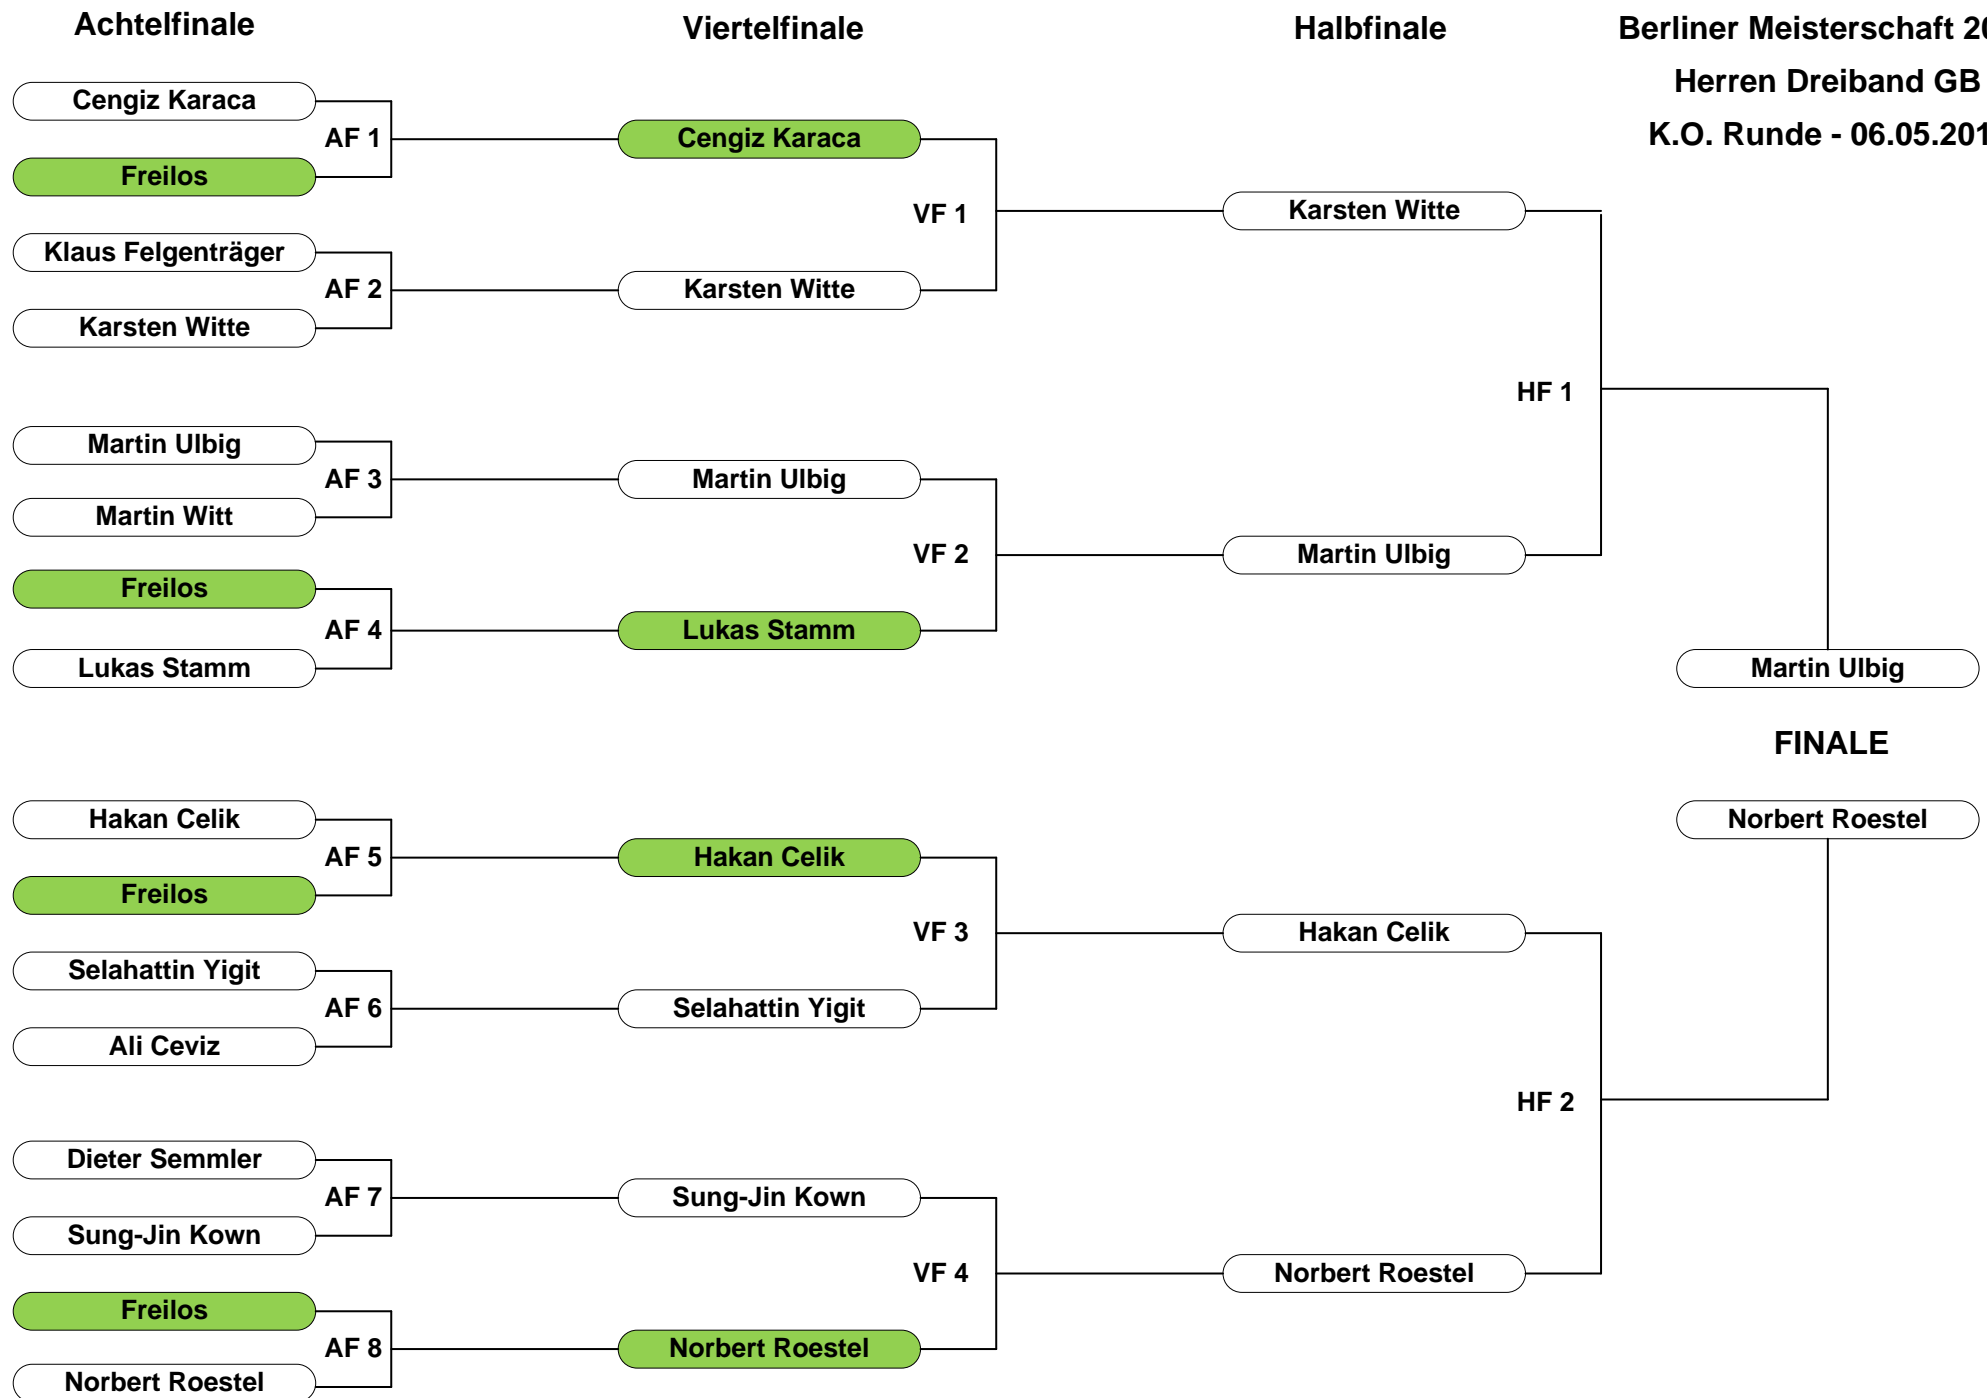 Achtelfinale
Viertelfinale
Halbfinale
Berliner Meisterschaft
Herren Dreiband GB
K.O. Runde - 06.05.201
Cengiz Karaca
AF 1
Freilos
Klaus Felgenträger
AF 2
Karsten Witte
Martin Ulbig
AF 3
Martin Witt
Freilos
AF 4
Lukas Stamm
Hakan Celik
AF 5
Freilos
Selahattin Yigit
AF 6
Ali Ceviz
Dieter Semmler
AF 7
Sung-Jin Kown
Freilos
AF 8
Norbert Roestel
Cengiz Karaca
VF 1
Karsten Witte
Martin Ulbig
VF 2
Lukas Stamm
Hakan Celik
VF 3
Selahattin Yigit
Sung-Jin Kown
VF 4
Norbert Roestel
Karsten Witte
HF 1
Martin Ulbig
Hakan Celik
HF 2
Norbert Roestel
Martin Ulbig
FINALE
Norbert Roestel